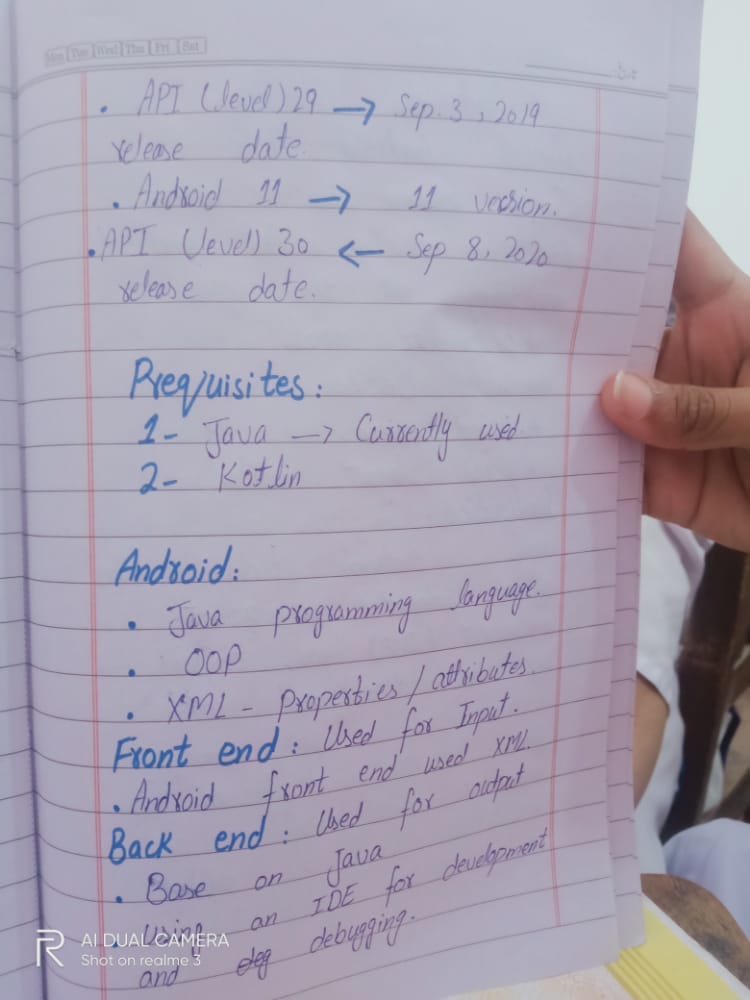 Mon Tue Wed Thu Fri Sat
• API (level) 29 → Sep. 3, 2019
release date.
• Android 11 → 11 version.
• API (level) 30 ← Sep 8, 2020
release date.
Prequisites:
1- Java → Currently used
2- Kotlin
Android:
• Java programming language.
• OOP
• XML - properties / attributes.
Front end: Used for Input.
• Android front end used XML.
Back end: Used for output
• Base on Java
• Using an IDE for development
and debugging.
R AI DUAL CAMERA
Shot on realme 3